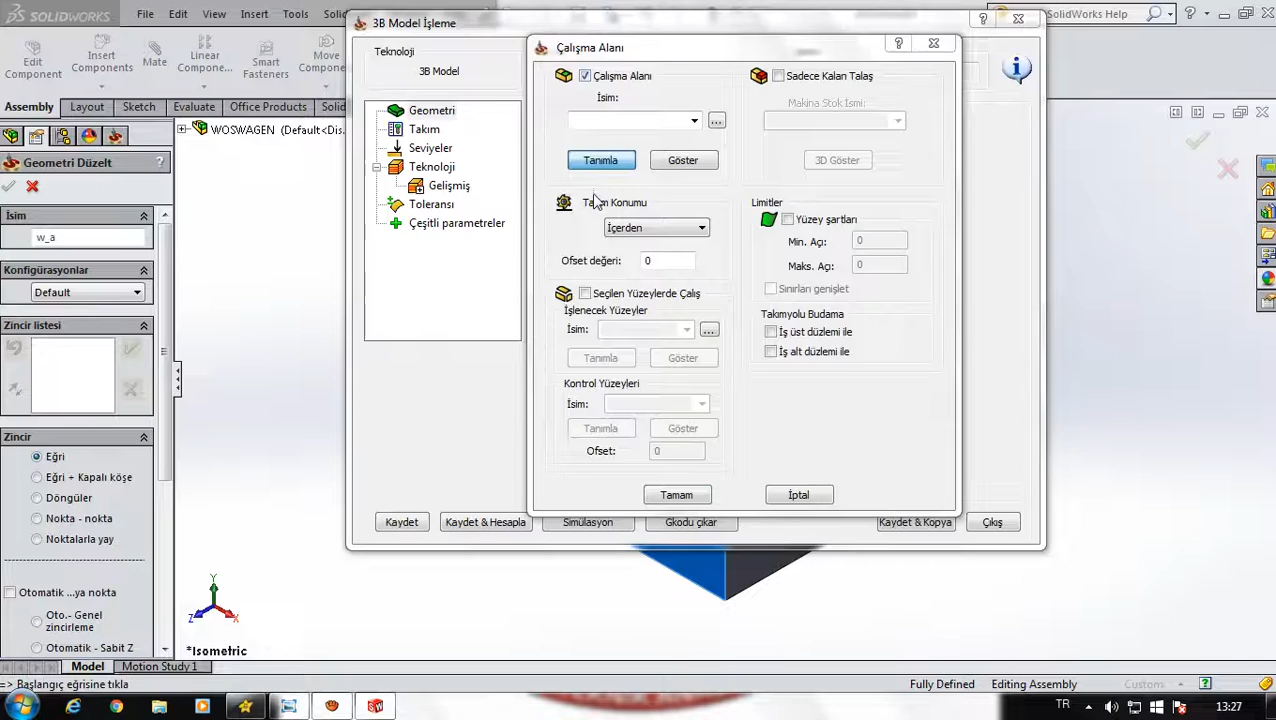 SOLIDWORKS
File
Edit
View
Insert
Tools
SolidWorks Help
Edit Component
Insert Components
Mate
Linear Compone...
Smart Fasteners
Move Compone...
Assembly
Layout
Sketch
Evaluate
Office Products
WOSWAGEN (Default<Dis.
Geometri Düzelt
İsim
w_a
Konfigürasyonlar
Default
Zincir listesi
Zincir
Eğri
Eğri + Kapalı köşe
Döngüler
Nokta - nokta
Noktalarla yay
Otomatik ...ya nokta
Oto.- Genel zincirleme
Otomatik - Sabit Z
3B Model İşleme
Teknoloji
3B Model
Geometri
Takım
Seviyeler
Teknoloji
Gelişmiş
Toleransı
Çeşitli parametreler
Kaydet
Kaydet & Hesapla
Simülasyon
Gkodu çıkar
Kaydet & Kopya
Çıkış
Çalışma Alanı
Çalışma Alanı
İsim:
Tanımla
Göster
Konumu
İçerden
Ofset değeri:
0
Seçilen Yüzeylerde Çalış
İşlenecek Yüzeyler
İsim:
Tanımla
Göster
Kontrol Yüzeyleri
İsim:
Tanımla
Göster
Ofset:
0
Sadece Kalan Talaş
Makina Stok Ismi:
3D Göster
Limitler
Yüzey şartları
Min. Açı:
0
Maks. Açı:
0
Sınırları genişlet
Takımyolu Budama
İş üst düzlemi ile
İş alt düzlemi ile
Tamam
İptal
Y
Z
X
*Isometric
Model
Motion Study 1
Başlangıç eğrisine tıkla
Fully Defined
Editing Assembly
Customs
TR
13:27